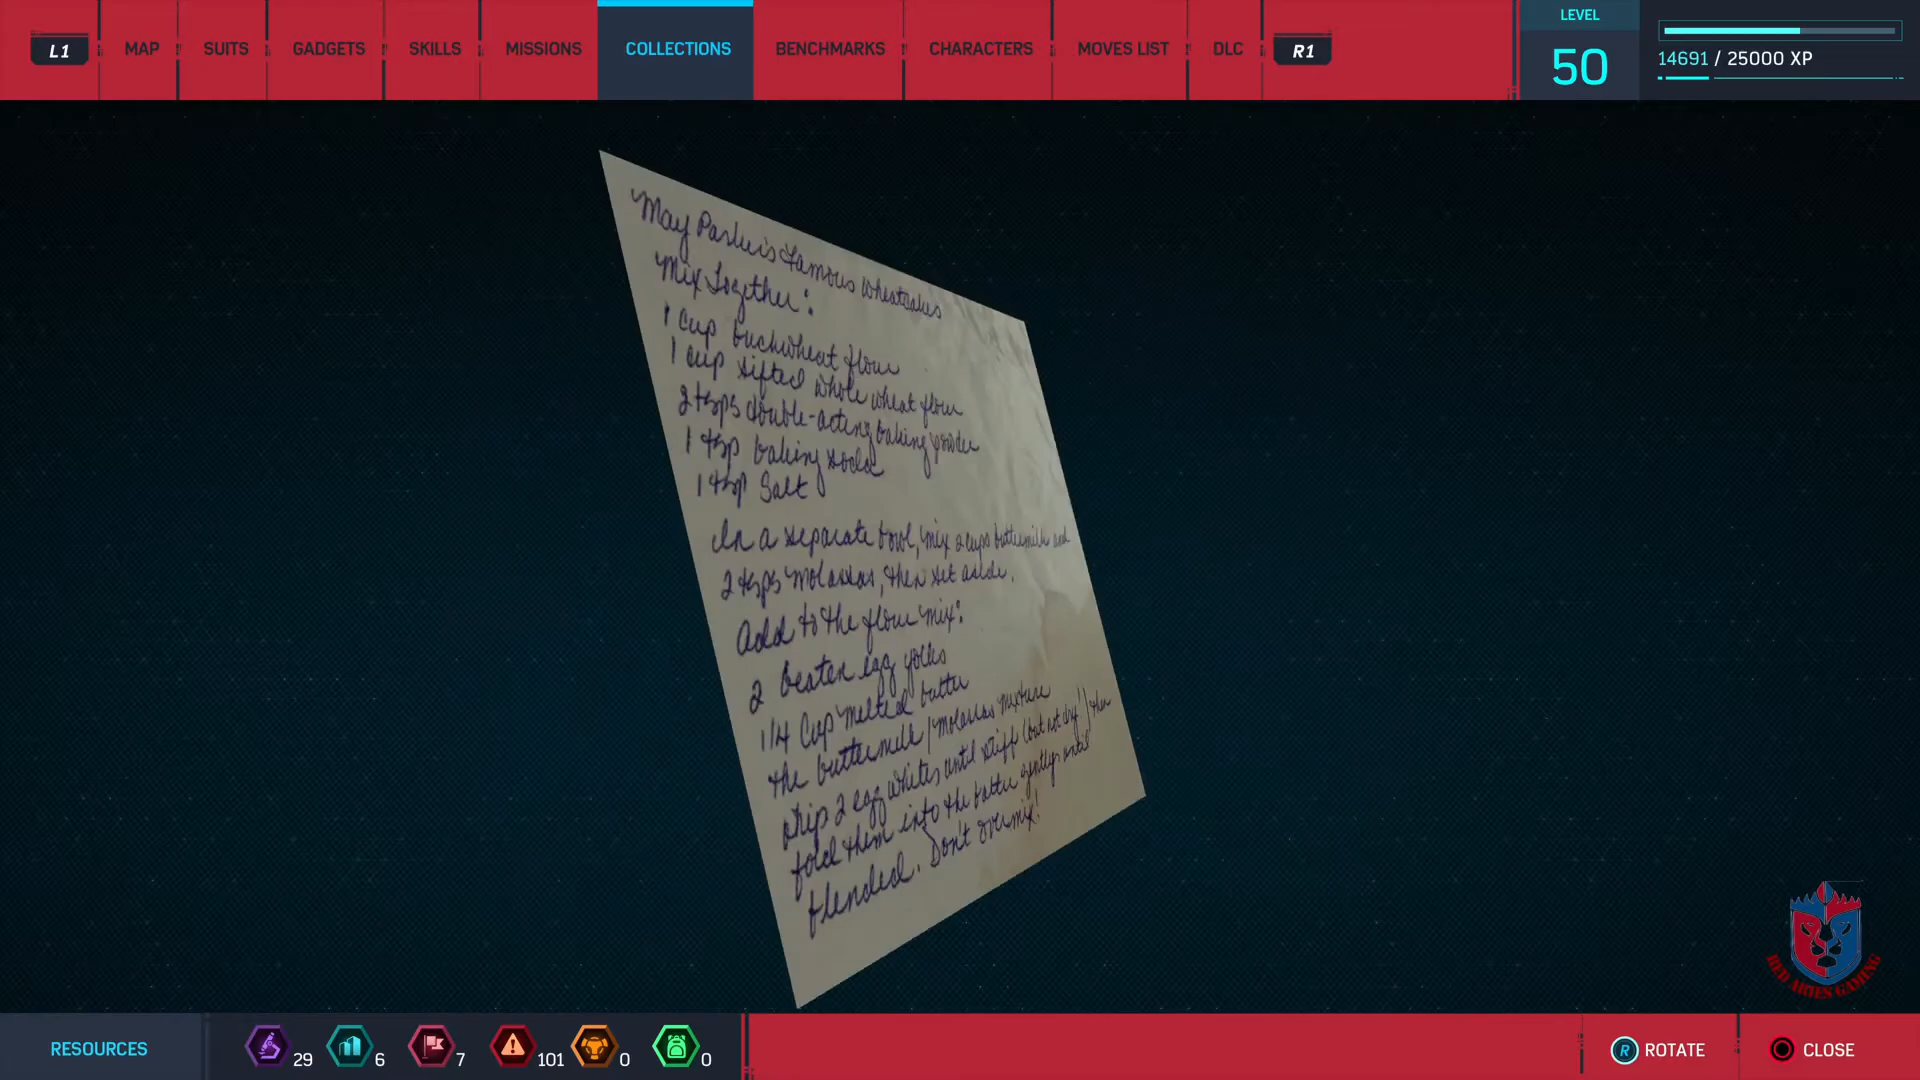 L1 MAP SUITS GADGETS SKILLS MISSIONS COLLECTIONS BENCHMARKS CHARACTERS MOVES LIST DLC R1
LEVEL
50
14691 / 25000 XP
May Parker's Famous Wheatcakes
Mix Together:
1 cup buckwheat flour
1 cup sifted whole wheat flour
2 tsps double-acting baking powder
1 tsp baking soda
1 tsp Salt
In a separate bowl, mix 2 cups buttermilk and
2 tsps molasses, then set aside.
Add to the flour mix:
2 beaten egg yolks
1/4 Cup melted butter
the buttermilk/molasses mixture
Whip 2 egg whites until stiff (but not dry!) then
fold them into the batter gently until
blended. Don't overmix!
RED ARIES GAMING
RESOURCES 29 6 7 101 0 0
R ROTATE CLOSE